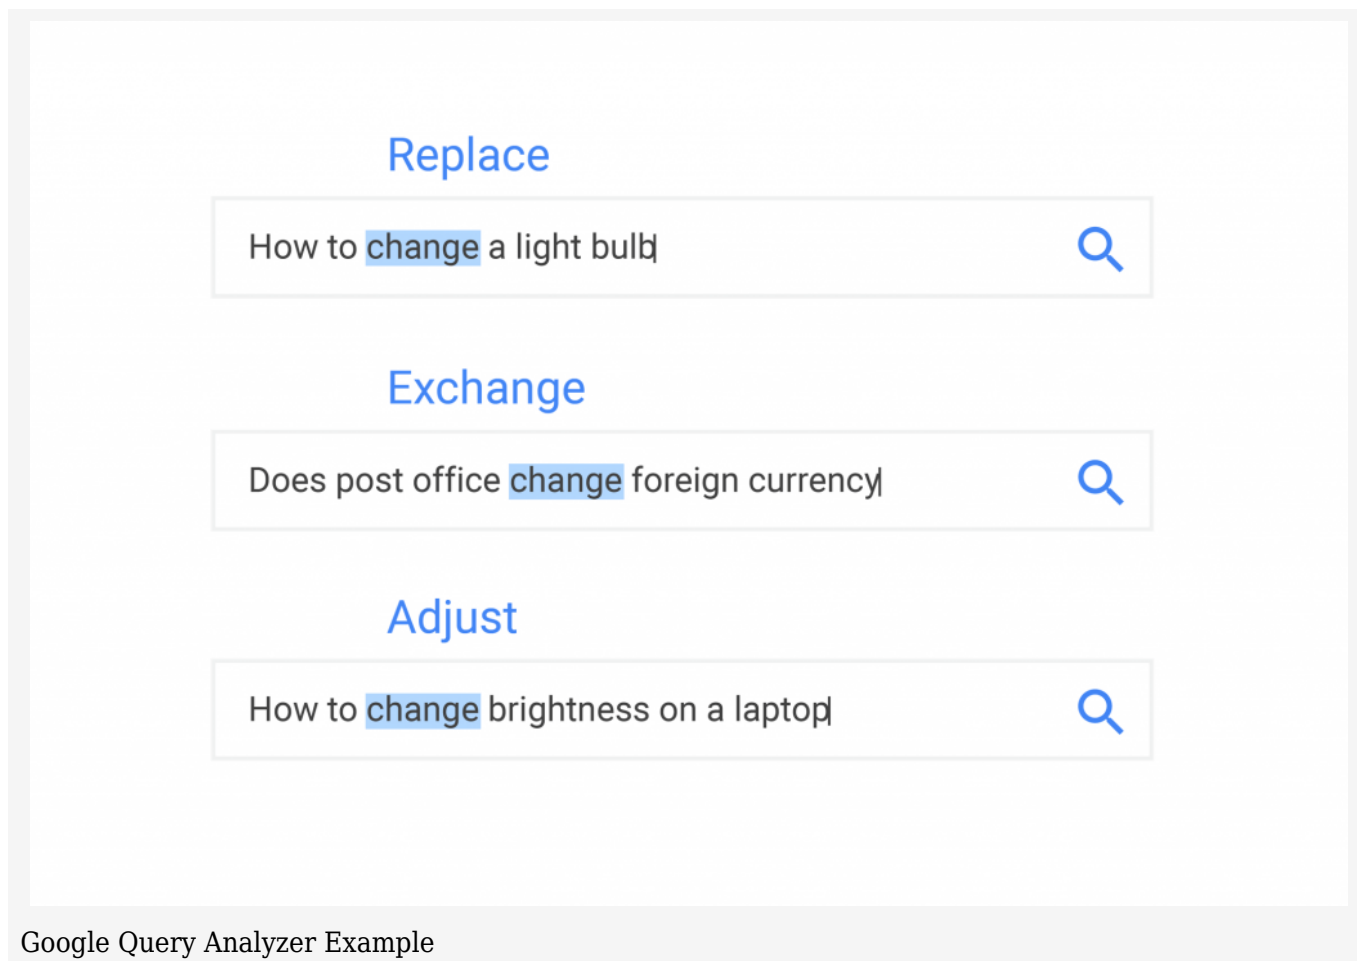 Replace
How to change a light bulb
Exchange
Does post office change foreign currency
Adjust
How to change brightness on a laptop
Google Query Analyzer Example